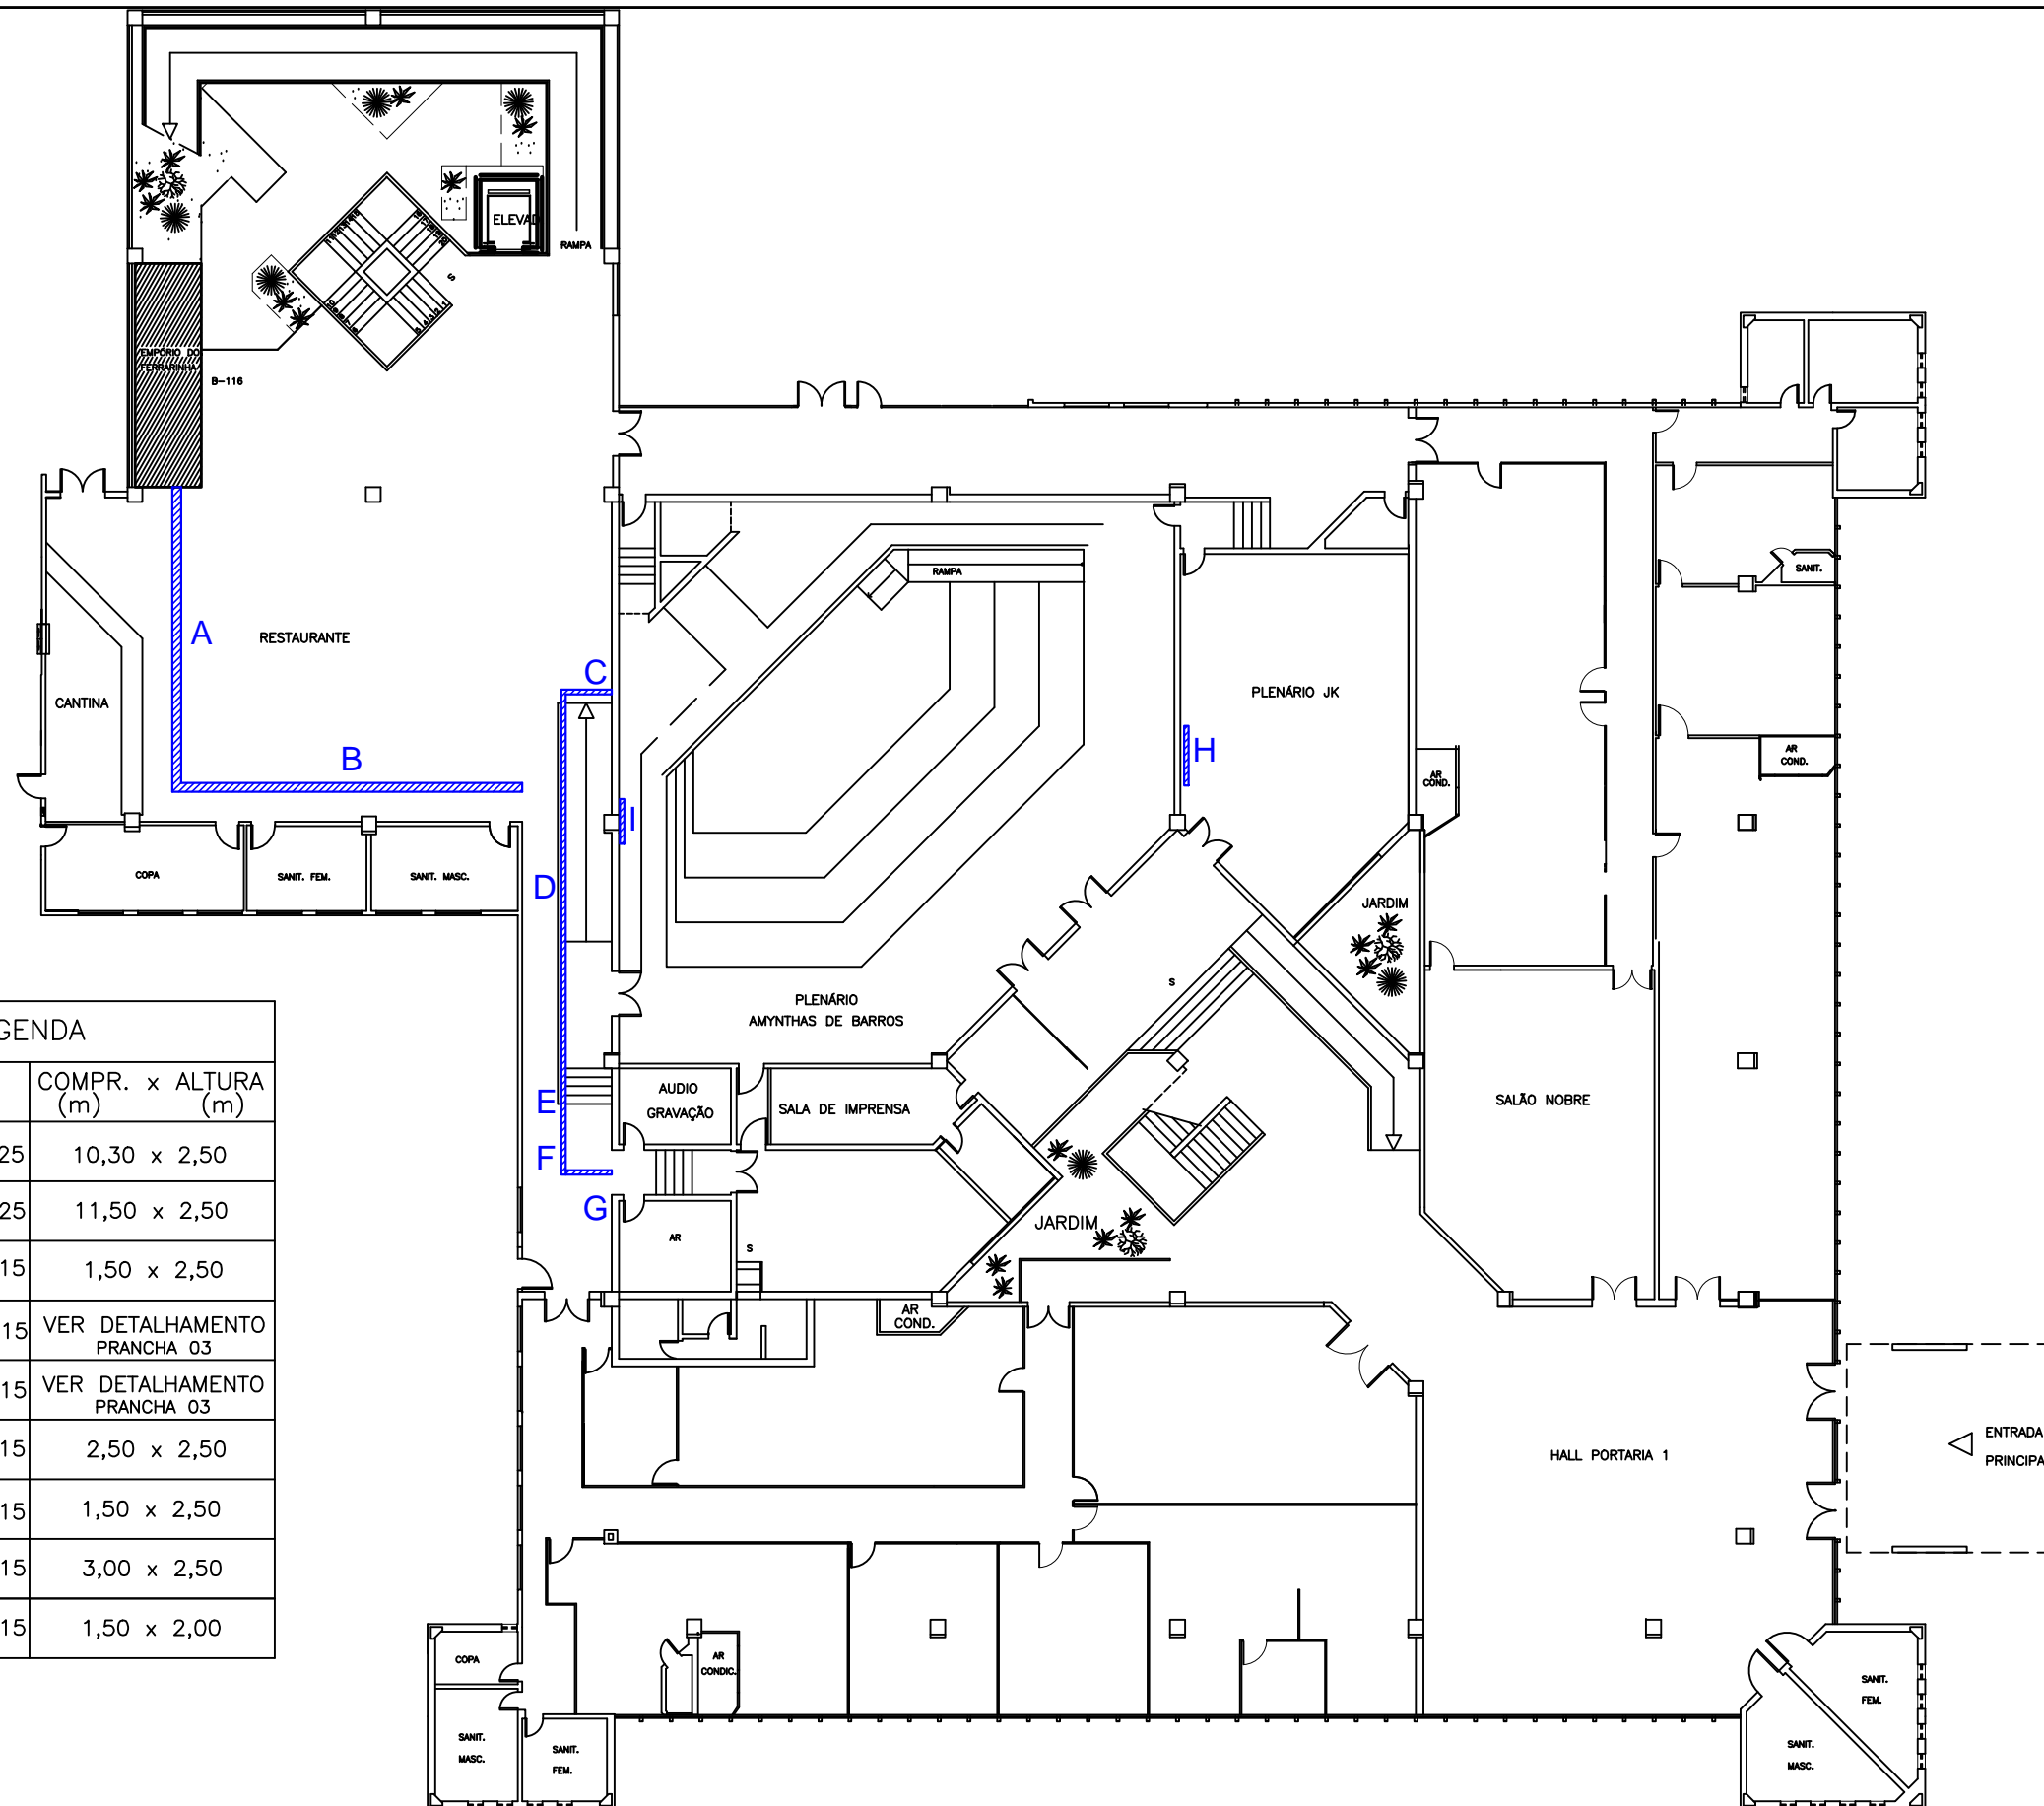 ELEVAD
RAMPA
S
EMPÓRIO DO
FERRARINHA
B-116
RAMPA
SANIT.
A
RESTAURANTE
C
PLENÁRIO JK
CANTINA
B
H
AR
COND.
AR
COND.
I
COPA
SANIT. FEM.
SANIT. MASC.
D
JARDIM
S
PLENÁRIO
AMYNTHAS DE BARROS
E
AUDIO
GRAVAÇÃO
SALA DE IMPRENSA
SALÃO NOBRE
F
G
JARDIM
AR
S
AR
COND.
GENDA
COMPR. x ALTURA
(m) (m)
25 10,30 x 2,50
25 11,50 x 2,50
15 1,50 x 2,50
15 VER DETALHAMENTO
PRANCHA 03
15 VER DETALHAMENTO
PRANCHA 03
15 2,50 x 2,50
15 1,50 x 2,50
15 3,00 x 2,50
15 1,50 x 2,00
HALL PORTARIA 1
ENTRADA
PRINCIPA
COPA
AR
CONDIC.
SANIT.
MASC.
SANIT.
FEM.
SANIT.
FEM.
SANIT.
MASC.